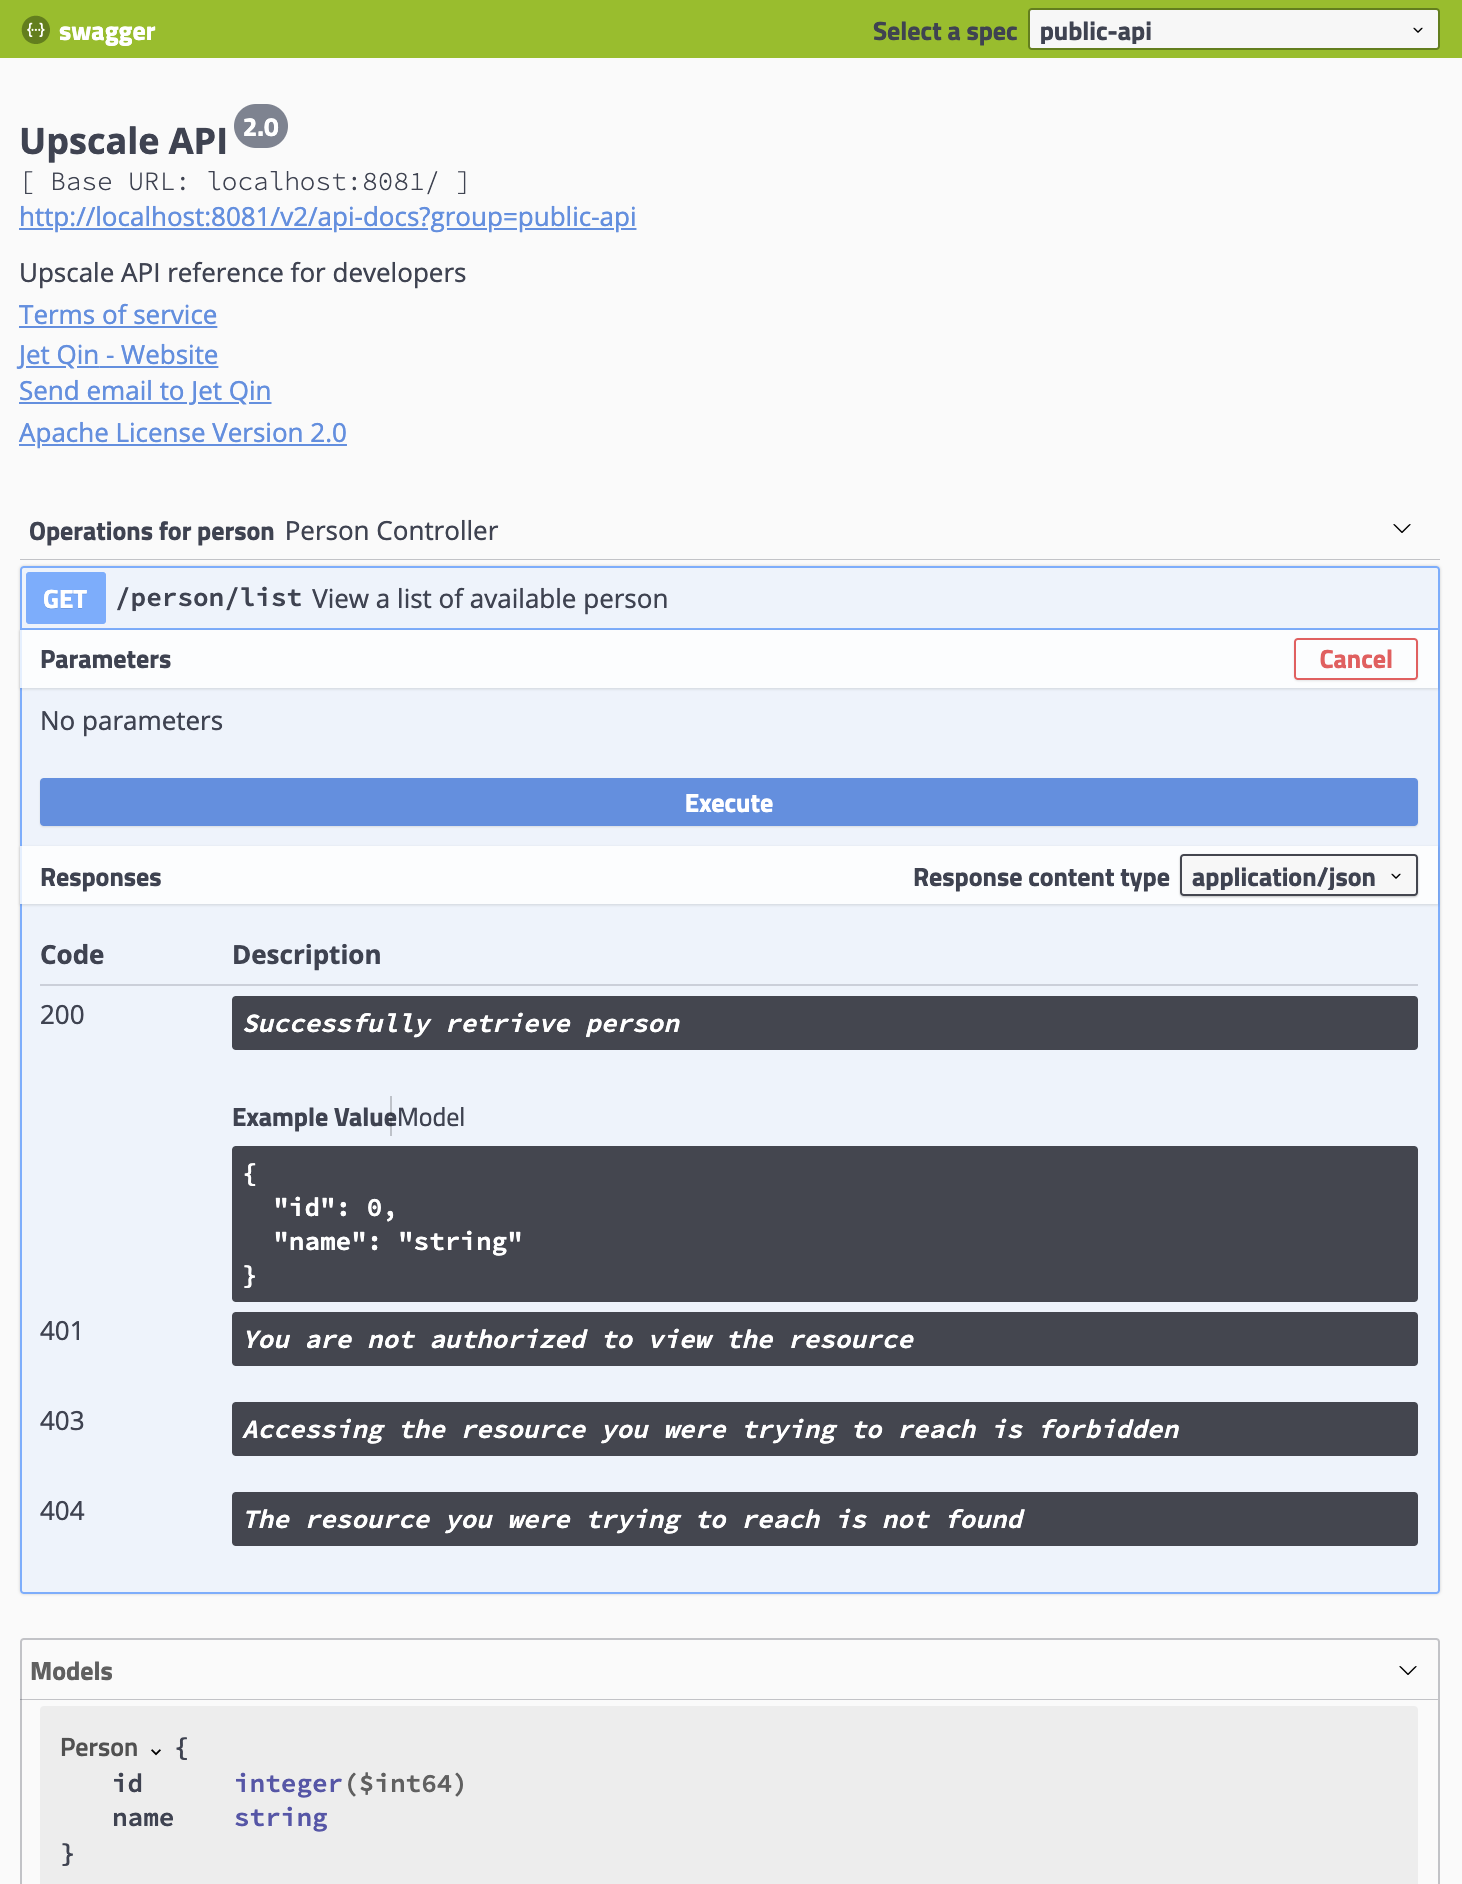 swagger
Select a spec public-api
Upscale API 2.0
[ Base URL: localhost:8081/ ]
http://localhost:8081/v2/api-docs?group=public-api
Upscale API reference for developers
Terms of service
Jet Qin - Website
Send email to Jet Qin
Apache License Version 2.0
Operations for person Person Controller
GET /person/list View a list of available person
Parameters Cancel
No parameters
Execute
Responses Response content type application/json
Code Description
200 Successfully retrieve person
Example Value Model
{
"id": 0,
"name": "string"
}
401 You are not authorized to view the resource
403 Accessing the resource you were trying to reach is forbidden
404 The resource you were trying to reach is not found
Models
Person {
id integer($int64)
name string
}